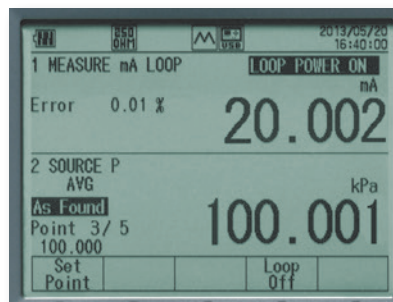 250 OHM USB 2013/05/20
16:40:00
1 MEASURE mA LOOP LOOP POWER ON
mA
Error 0.01 % 20.002
2 SOURCE P
AVG kPa
As Found 100.001
Point 3/ 5
100.000
Set Point Loop Off